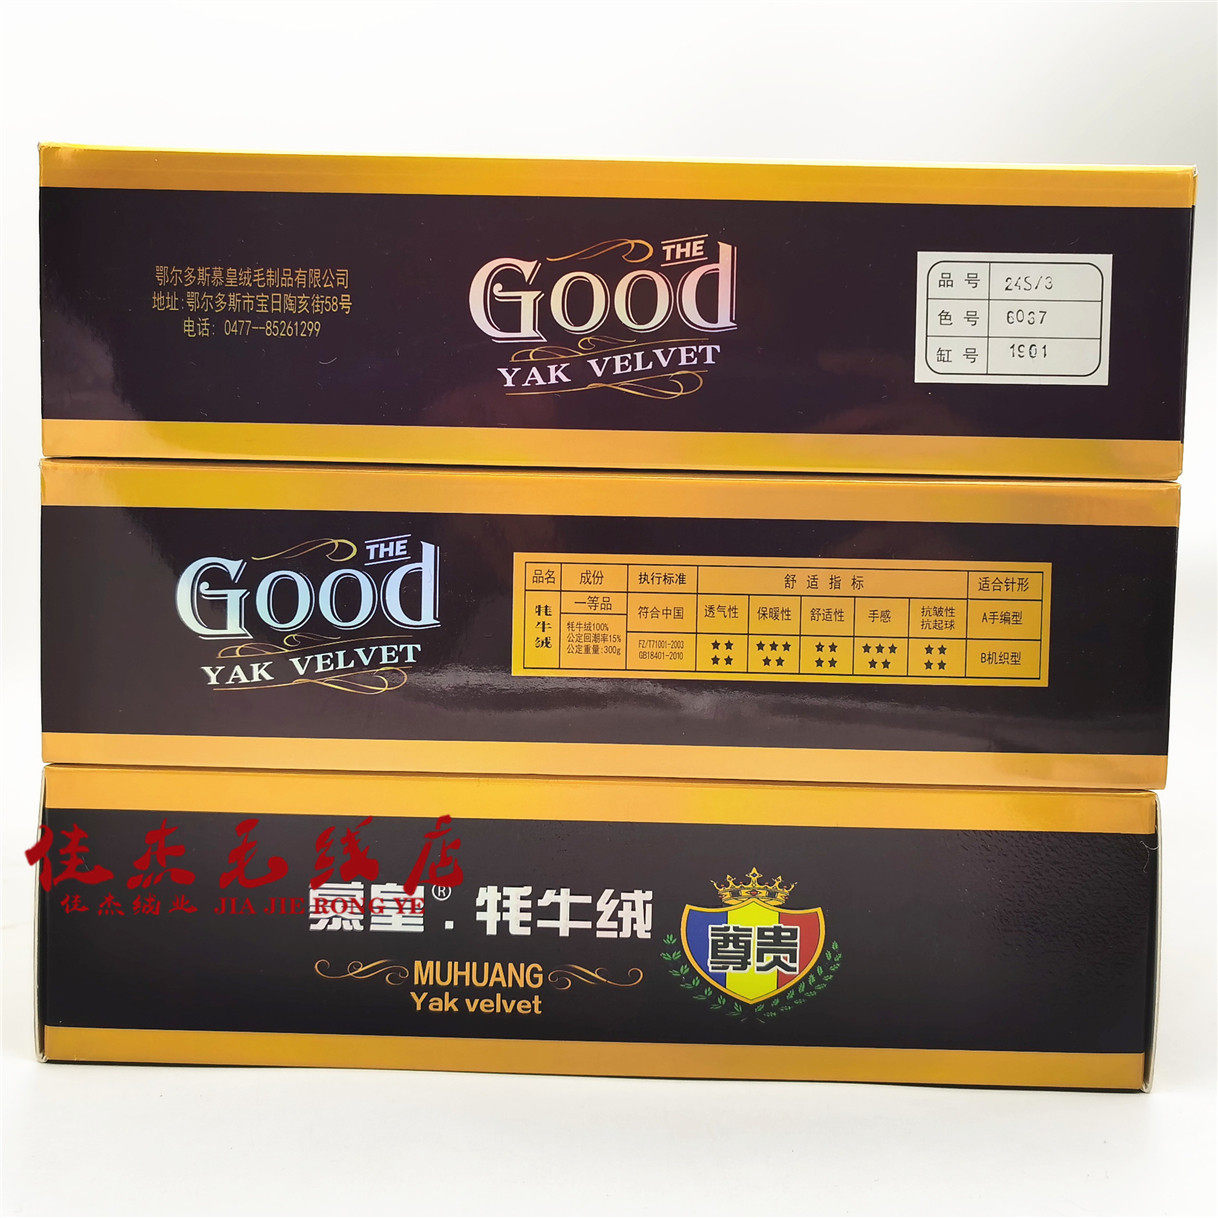 鄂尔多斯慕皇绒毛制品有限公司
地址:鄂尔多斯市宝日陶亥街58号
电话: 0477--85261299
THE
GOOD
YAK VELVET
品 号 24S/3
色 号 6037
缸 号 1901
THE
GOOD
YAK VELVET
品名 成份 执行标准 舒 适 指 标 适合针形
牦牛绒 一等品 符合中国 透气性 保暖性 舒适性 手感 抗皱性 抗起球 A手编型
牦牛绒100%
公定回潮率15%
公定重量:300g
FZ/T71001-2003
GB18401-2010
★★ ★★★ ★★ ★★★ ★★
★★ ★★ ★★ ★★ ★★
B机织型
佳杰毛线店
佳杰绒业 JIA JIE RONG YE
慕皇®·牦牛绒
MUHUANG
Yak velvet
尊贵